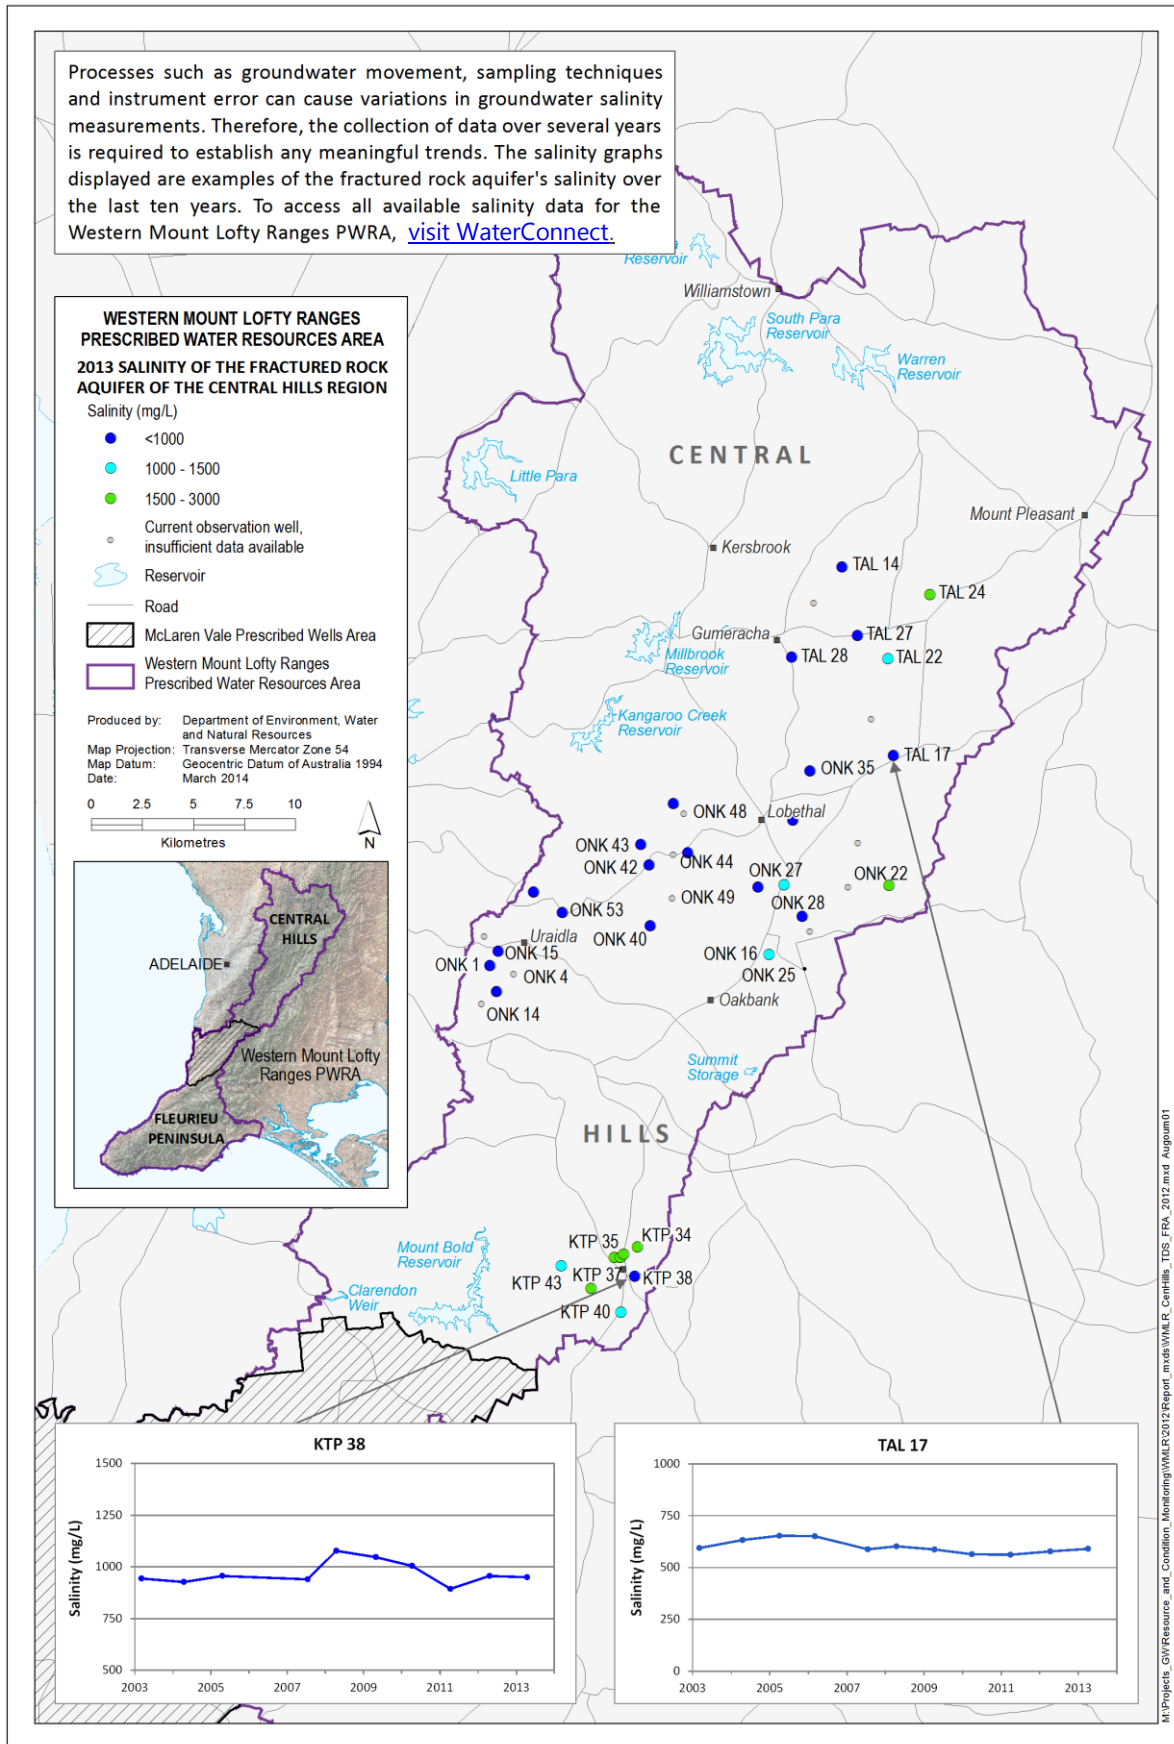 Processes such as groundwater movement, sampling techniques
and instrument error can cause variations in groundwater salinity
measurements. Therefore, the collection of data over several years
is required to establish any meaningful trends. The salinity graphs
displayed are examples of the fractured rock aquifer's salinity over
the last ten years. To access all available salinity data for the
Western Mount Lofty Ranges PWRA, visit WaterConnect.
Reservoir
Williamstown
South Para
Reservoir
Warren
Reservoir
WESTERN MOUNT LOFTY RANGES
PRESCRIBED WATER RESOURCES AREA
2013 SALINITY OF THE FRACTURED ROCK
AQUIFER OF THE CENTRAL HILLS REGION
Salinity (mg/L)
<1000
1000 - 1500
1500 - 3000
Current observation well,
insufficient data available
Reservoir
Road
McLaren Vale Prescribed Wells Area
Western Mount Lofty Ranges
Prescribed Water Resources Area
Produced by: Department of Environment, Water
and Natural Resources
Map Projection: Transverse Mercator Zone 54
Map Datum: Geocentric Datum of Australia 1994
Date: March 2014
0 2.5 5 7.5 10
Kilometres
N
CENTRAL
HILLS
ADELAIDE
Western Mount Lofty
Ranges PWRA
FLEURIEU
PENINSULA
CENTRAL
Little Para
Mount Pleasant
Kersbrook
TAL 14
TAL 24
Gumeracha
TAL 27
Millbrook
Reservoir
TAL 28
TAL 22
Kangaroo Creek
Reservoir
TAL 17
ONK 35
ONK 48
Lobethal
ONK 43
ONK 44
ONK 42
ONK 27
ONK 22
ONK 49
ONK 28
ONK 53
Uraidla
ONK 40
ONK 15
ONK 16
ONK 1
ONK 4
ONK 25
Oakbank
ONK 14
Summit
Storage
HILLS
KTP 34
KTP 35
Mount Bold
Reservoir
KTP 37
KTP 38
KTP 43
Clarendon
Weir
KTP 40
KTP 38
Salinity (mg/L)
1500
1250
1000
750
500
2003 2005 2007 2009 2011 2013
TAL 17
Salinity (mg/L)
1000
750
500
250
0
2003 2005 2007 2009 2011 2013
M:\Projects_GW\Resource_and_Condition_Monitoring\WMLR\2012\Report_mxds\WMLR_CenHills_TDS_FRA_2012.mxd Augoum01